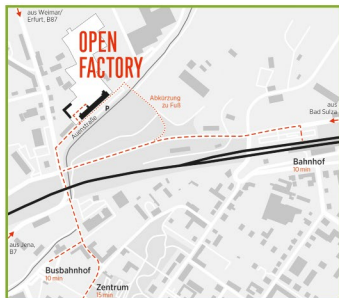 aus Weimar/
Erfurt, B87
OPEN
FACTORY
Abkürzung
zu Fuß
P
Auenstraße
aus
Bad Sulza
Bahnhof
10 min
aus Jena,
B7
Busbahnhof
10 min
Zentrum
15 min